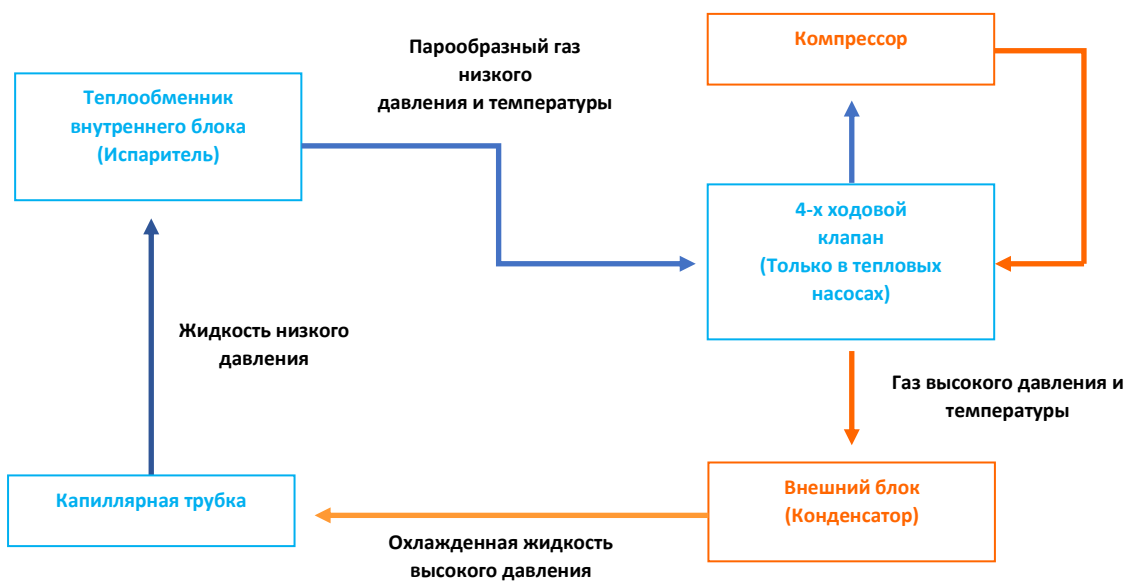 Парообразный газ
низкого
давления и температуры
Компрессор
Теплообменник
внутреннего блока
(Испаритель)
4-х ходовой
клапан
(Только в тепловых
насосах)
Жидкость низкого
давления
Газ высокого давления и
температуры
Капиллярная трубка
Внешний блок
(Конденсатор)
Охлажденная жидкость
высокого давления